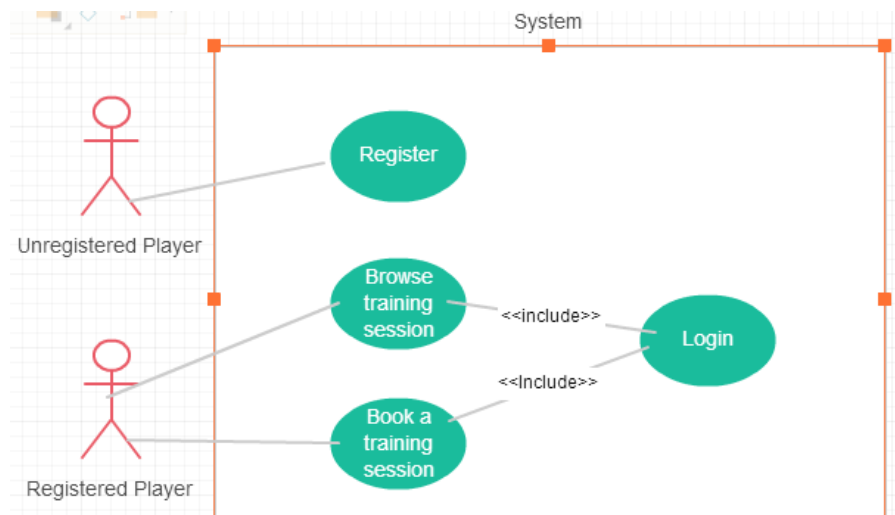 System
Register
Unregistered Player
Browse
training
session
<<include>>
Login
<<Include>>
Book a
training
session
Registered Player